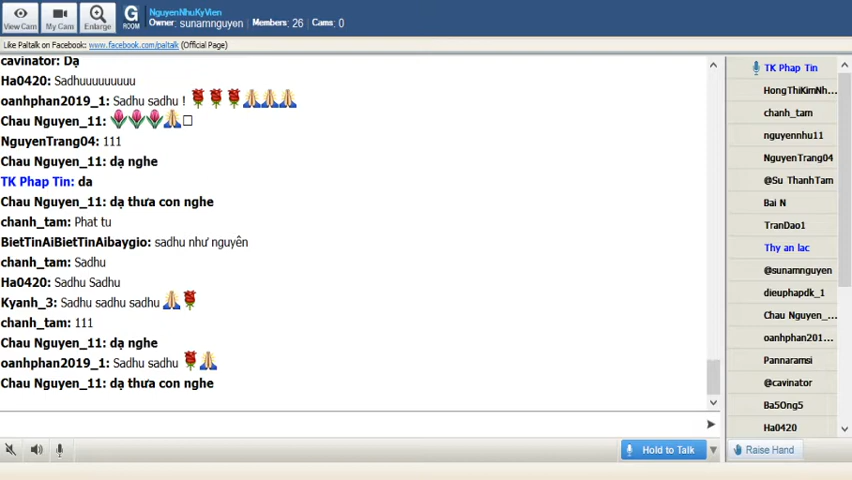 NguyenNhuKyVien
Owner: sunamnguyen Members: 26 Cams: 0
View Cam
My Cam
Enlarge
G
ROOM
Like Paltalk on Facebook: www.facebook.com/paltalk (Official Page)
cavinator: Dạ
Ha0420: Sadhuuuuuuuuu
oanhphan2019_1: Sadhu sadhu !
Chau Nguyen_11:
NguyenTrang04: 111
Chau Nguyen_11: dạ nghe
TK Phap Tin: da
Chau Nguyen_11: dạ thưa con nghe
chanh_tam: Phat tu
BietTinAiBietTinAibaygio: sadhu như nguyên
chanh_tam: Sadhu
Ha0420: Sadhu Sadhu
Kyanh_3: Sadhu sadhu sadhu
chanh_tam: 111
Chau Nguyen_11: dạ nghe
oanhphan2019_1: Sadhu sadhu
Chau Nguyen_11: dạ thưa con nghe
Hold to Talk
TK Phap Tin
HongThiKimNh...
chanh_tam
nguyennhu11
NguyenTrang04
@Su ThanhTam
Bai N
TranDao1
Thy an lac
@sunamnguyen
dieuphapdk_1
Chau Nguyen_...
oanhphan201...
Pannaramsi
@cavinator
Ba5Ong5
Ha0420
Raise Hand